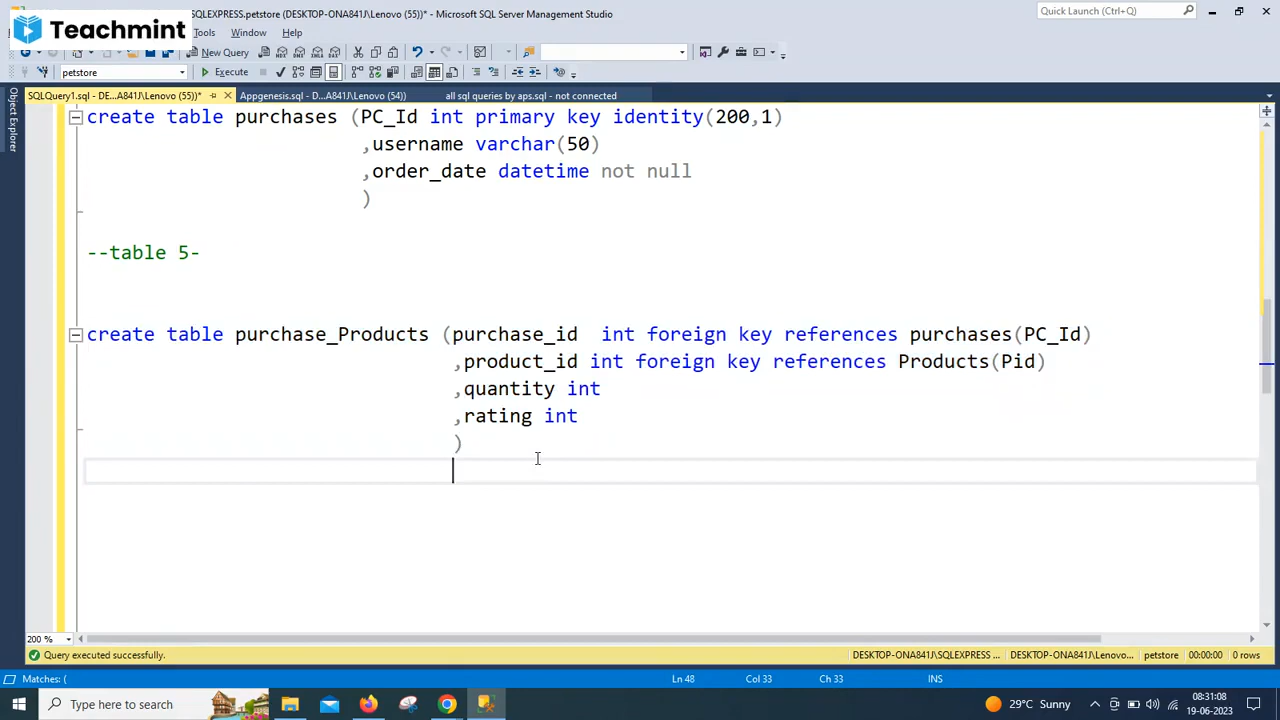 Teachmint
SQLEXPRESS.petstore (DESKTOP-ONA841J\Lenovo (55))* - Microsoft SQL Server Management Studio
Quick Launch (Ctrl+Q)
Tools Window Help
New Query
petstore
Execute
SQLQuery1.sql - DE...A841J\Lenovo (55))*
Appgenesis.sql - D...A841J\Lenovo (54))
all sql queries by aps.sql - not connected
Object Explorer
create table purchases (PC_Id int primary key identity(200,1)
,username varchar(50)
,order_date datetime not null
)
--table 5-
create table purchase_Products (purchase_id  int foreign key references purchases(PC_Id)
,product_id int foreign key references Products(Pid)
,quantity int
,rating int
)
200 %
Query executed successfully.
DESKTOP-ONA841J\SQLEXPRESS ...
DESKTOP-ONA841J\Lenovo...
petstore
00:00:00
0 rows
Matches: (
Ln 48
Col 33
Ch 33
INS
Type here to search
29°C Sunny
08:31:08
19-06-2023